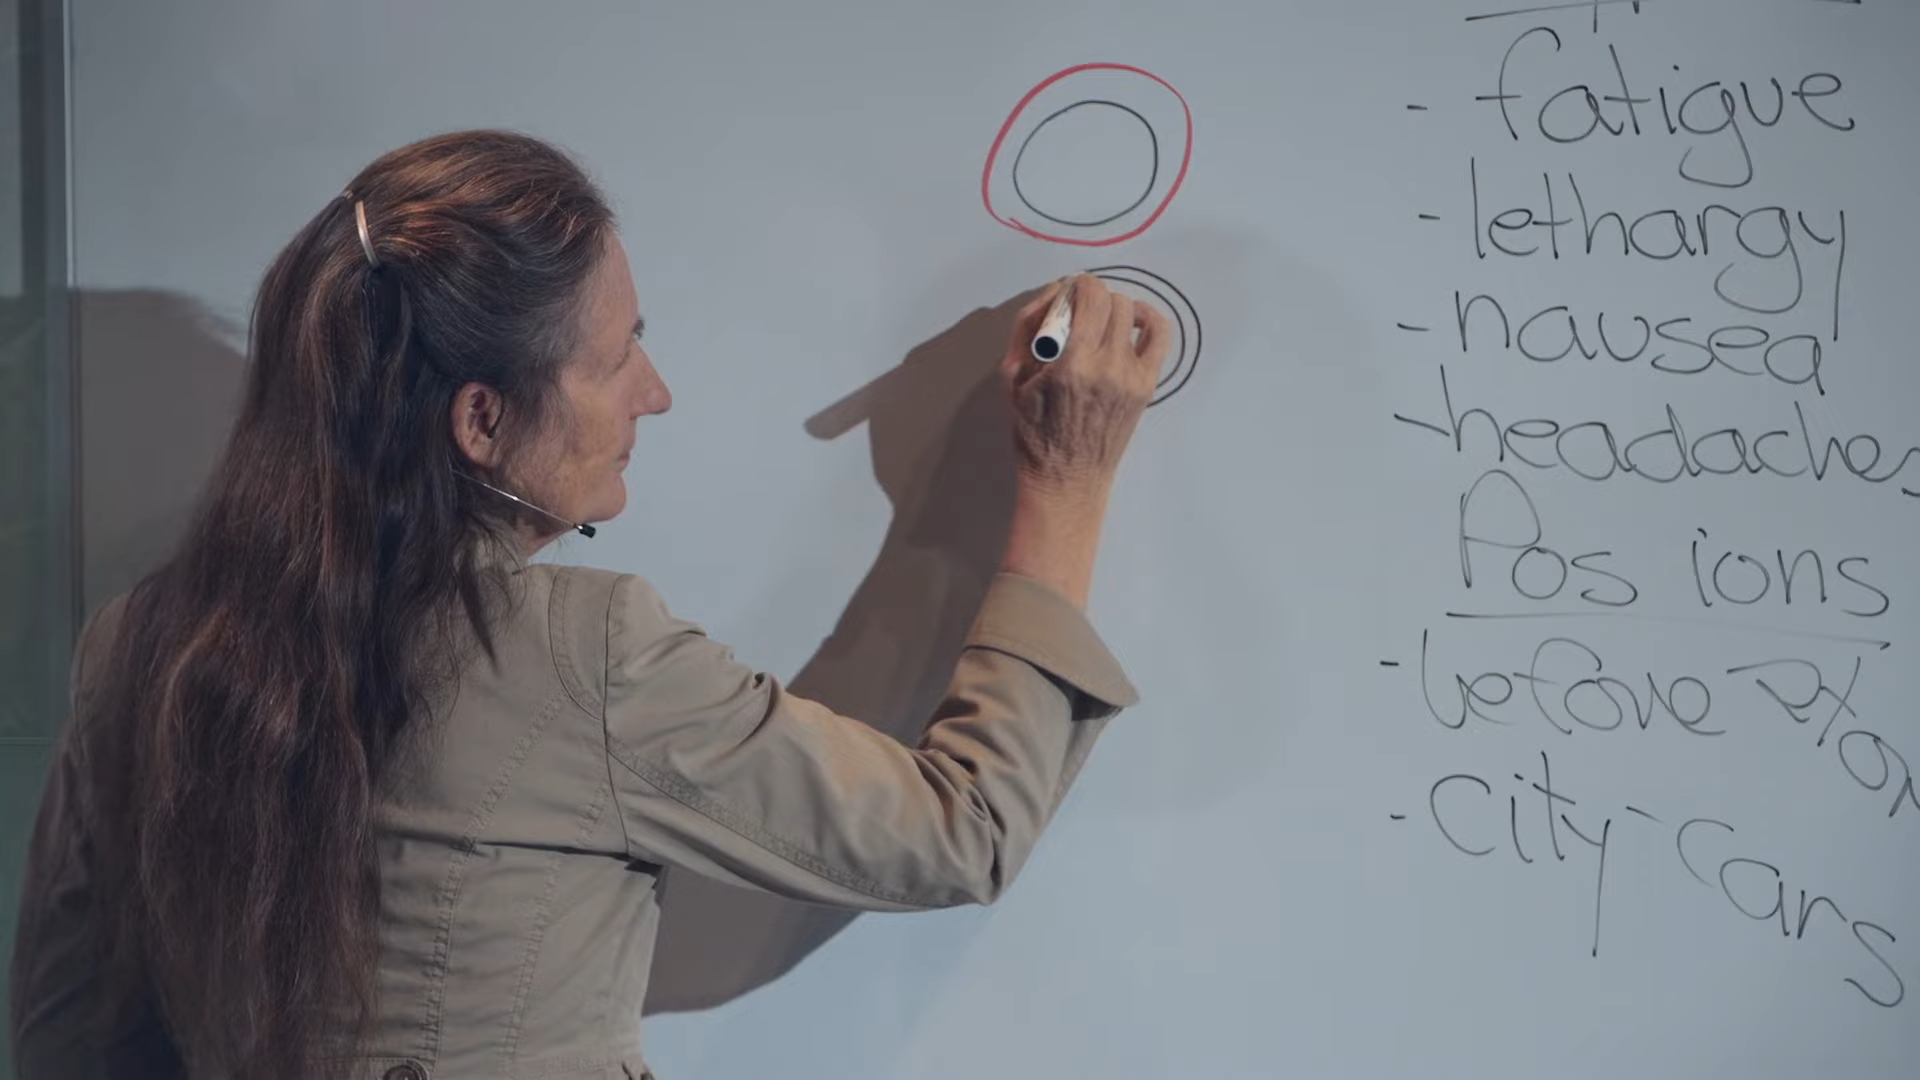 - fatigue
- lethargy
- nausea
- headaches
Pos ions
- before
- city-cars